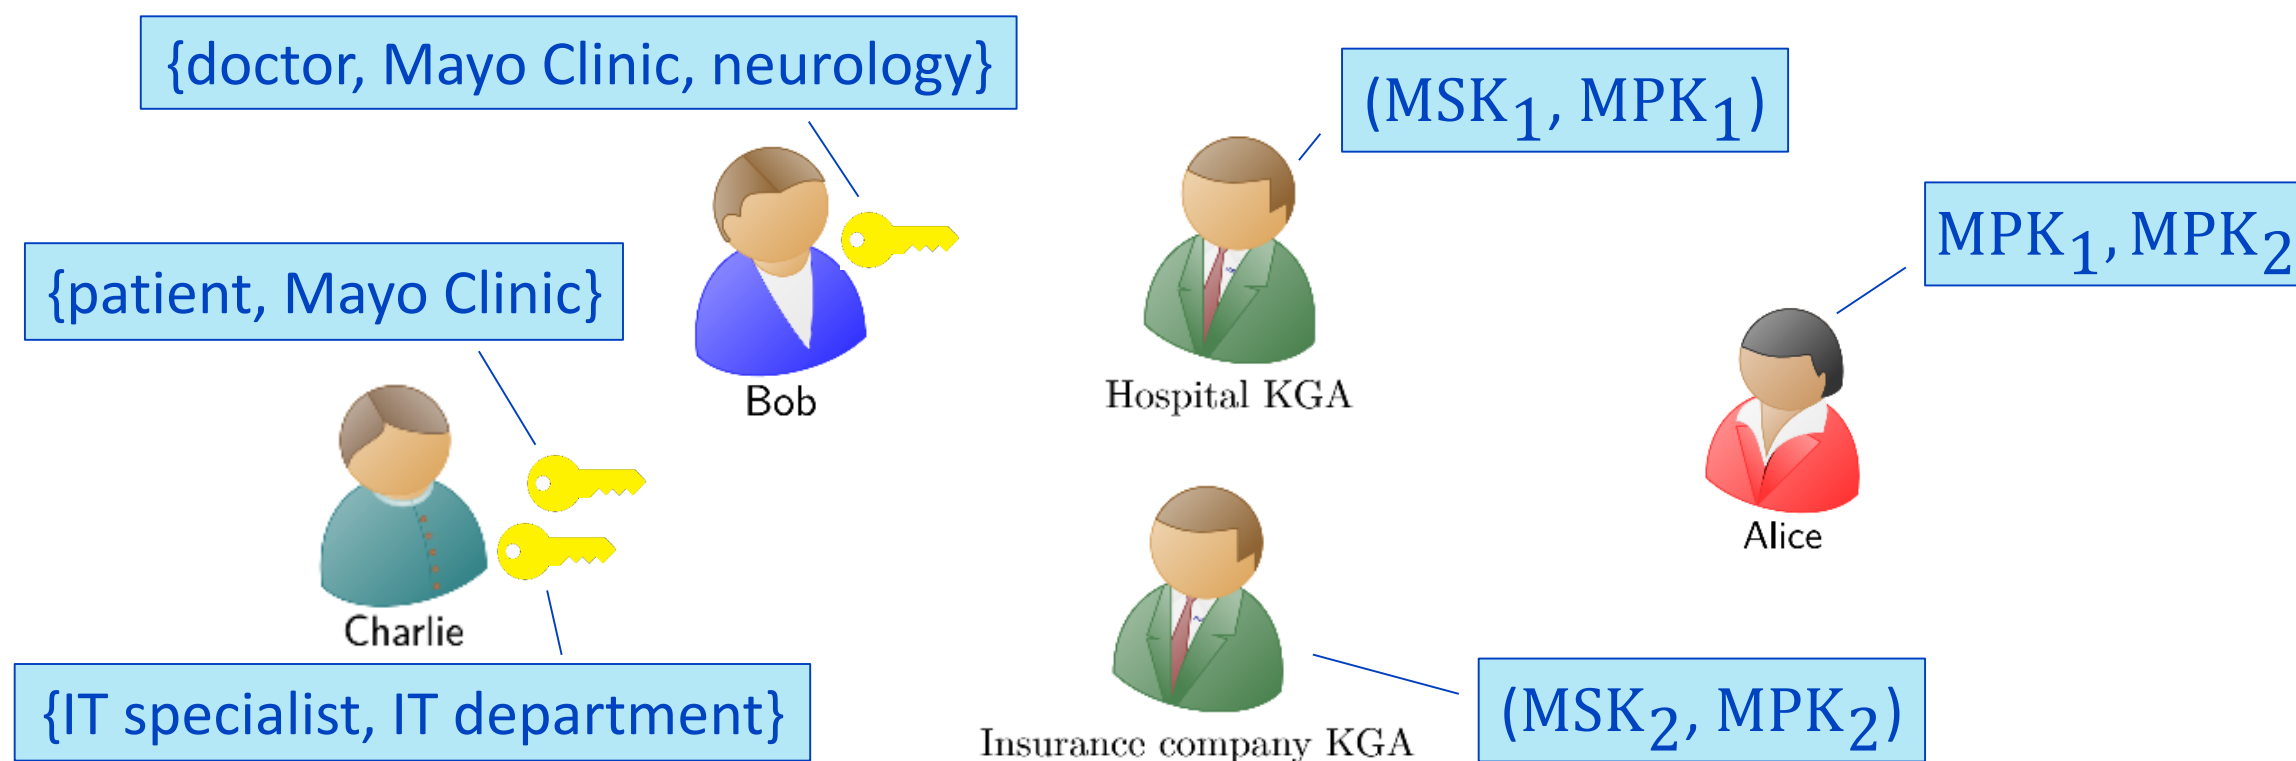 {doctor, Mayo Clinic, neurology}
(MSK₁, MPK₁)
MPK₁, MPK₂
{patient, Mayo Clinic}
Bob
Hospital KGA
Alice
Charlie
{IT specialist, IT department}
(MSK₂, MPK₂)
Insurance company KGA